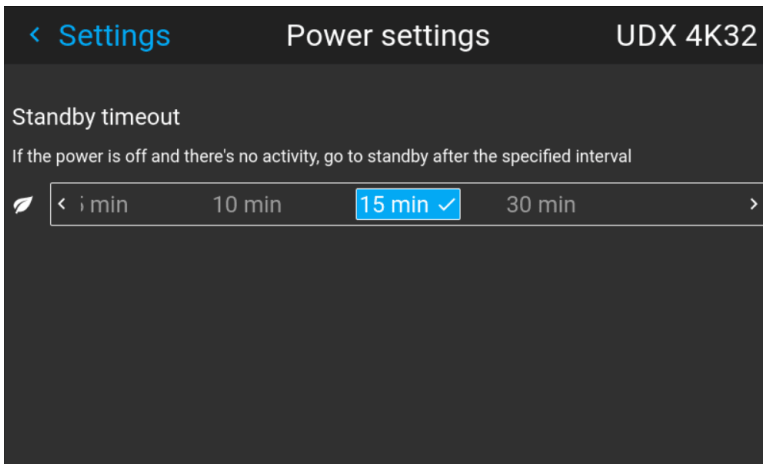 Settings Power settings UDX 4K32
Standby timeout
If the power is off and there's no activity, go to standby after the specified interval
min 10 min 15 min 30 min